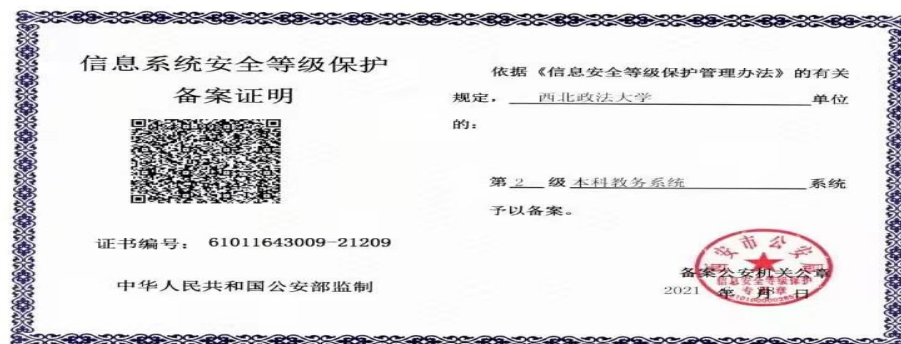 信息系统安全等级保护
备案证明
证书编号: 61011643009-21209
中华人民共和国公安部监制
依据《信息安全等级保护管理办法》的有关
规定, 西北政法大学 单位
的:
第 2 级 本科教务系统 系统
予以备案。
备案公安机关公章
2021 年 月 日